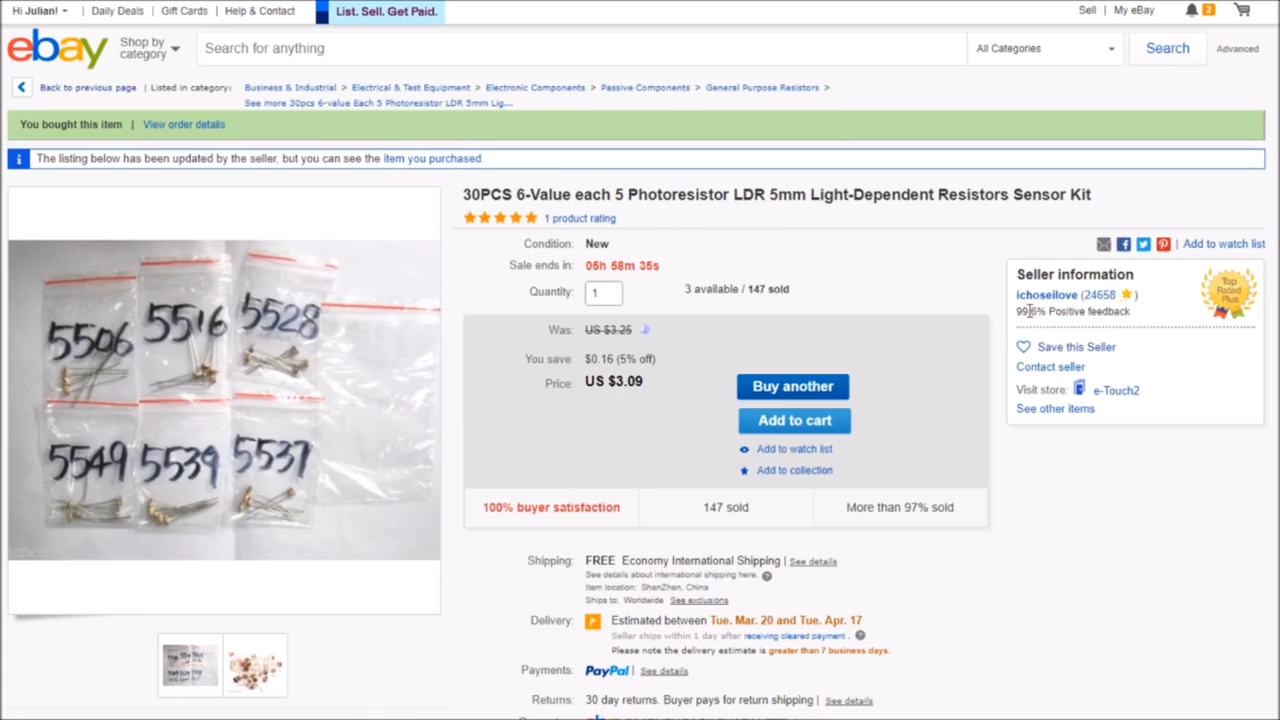 Hi Julian!
Daily Deals
Gift Cards
Help & Contact
List. Sell. Get Paid.
Sell
My eBay
2
ebay
Shop by category
Search for anything
All Categories
Search
Advanced
Back to previous page | Listed in category:
Business & Industrial > Electrical & Test Equipment > Electronic Components > Passive Components > General Purpose Resistors >
See more 30pcs 6-value Each 5 Photoresistor LDR 5mm Lig...
You bought this item | View order details
i The listing below has been updated by the seller, but you can see the item you purchased.
5506
5516
5528
5549
5539
5537
30PCS 6-Value each 5 Photoresistor LDR 5mm Light-Dependent Resistors Sensor Kit
1 product rating
Condition: New
Sale ends in: 05h 58m 35s
Quantity: 1
3 available / 147 sold
Was: US $3.25
You save: $0.16 (5% off)
Price: US $3.09
Buy another
Add to cart
Add to watch list
Add to collection
100% buyer satisfaction
147 sold
More than 97% sold
Shipping: FREE Economy International Shipping | See details
See details about international shipping here.
Item location: ShenZhen, China
Ships to: Worldwide See exclusions
Delivery: Estimated between Tue. Mar. 20 and Tue. Apr. 17
Seller ships within 1 day after receiving cleared payment.
Please note the delivery estimate is greater than 7 business days.
Payments: PayPal | See details
Returns: 30 day returns. Buyer pays for return shipping | See details
| Add to watch list
Seller information
ichoseilove (24658)
99.6% Positive feedback
Top Rated Plus
Save this Seller
Contact seller
Visit store: e-Touch2
See other items